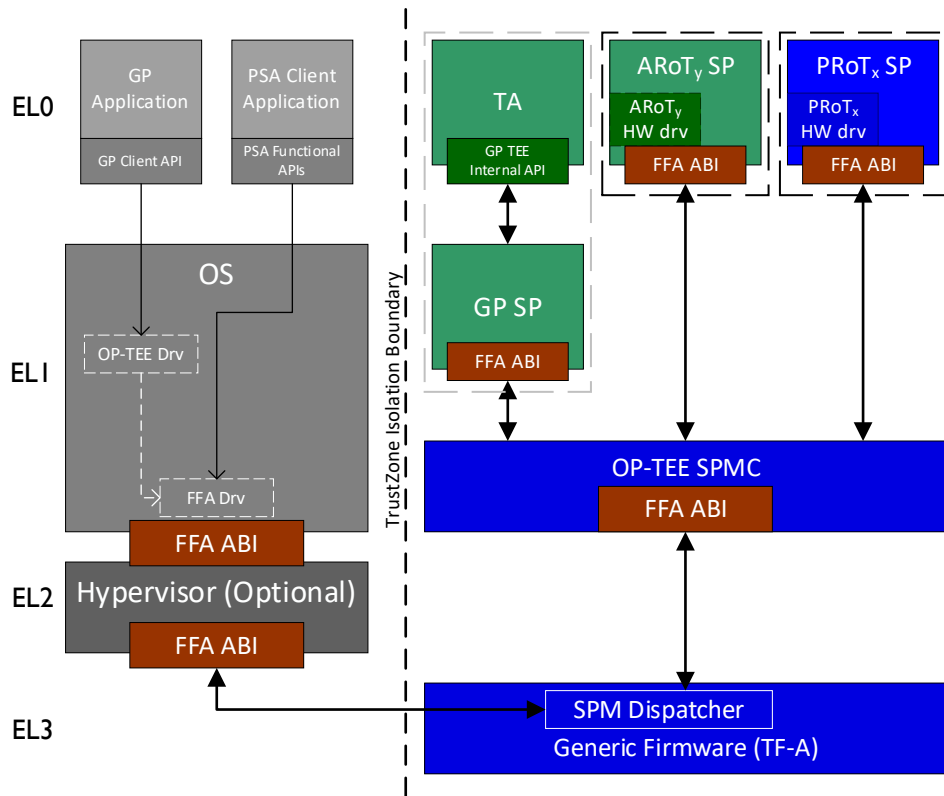 EL0
GP
Application
GP Client API
PSA Client
Application
PSA Functional
APIs
TA
GP TEE
Internal API
ARoTy SP
ARoTy
HW drv
FFA ABI
PRoTx SP
PRoTx
HW drv
FFA ABI
EL1
OS
OP-TEE Drv
FFA Drv
FFA ABI
TrustZone Isolation Boundary
GP SP
FFA ABI
OP-TEE SPMC
FFA ABI
EL2
Hypervisor (Optional)
FFA ABI
EL3
SPM Dispatcher
Generic Firmware (TF-A)